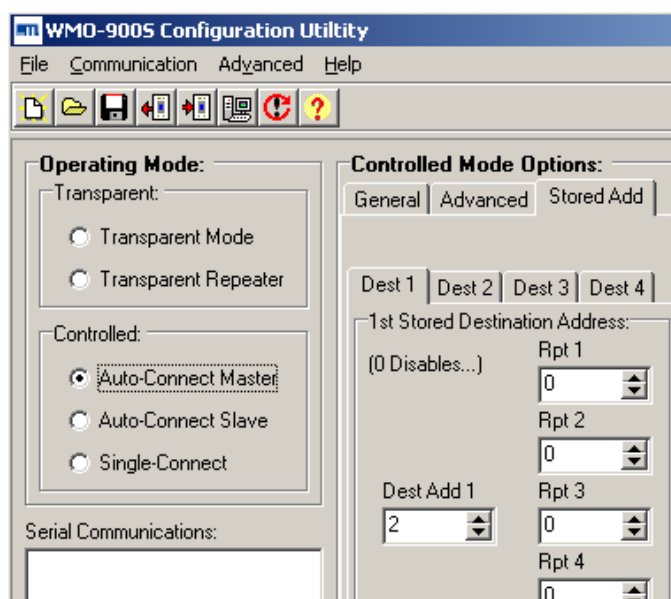 WMO-900S Configuration Utiltity
File Communication Advanced Help
Operating Mode:
Transparent:
Transparent Mode
Transparent Repeater
Controlled:
Auto-Connect Master
Auto-Connect Slave
Single-Connect
Serial Communications:
Controlled Mode Options:
General Advanced Stored Add
Dest 1 Dest 2 Dest 3 Dest 4
1st Stored Destination Address:
(0 Disables...)
Rpt 1
0
Rpt 2
0
Dest Add 1
2
Rpt 3
0
Rpt 4
0